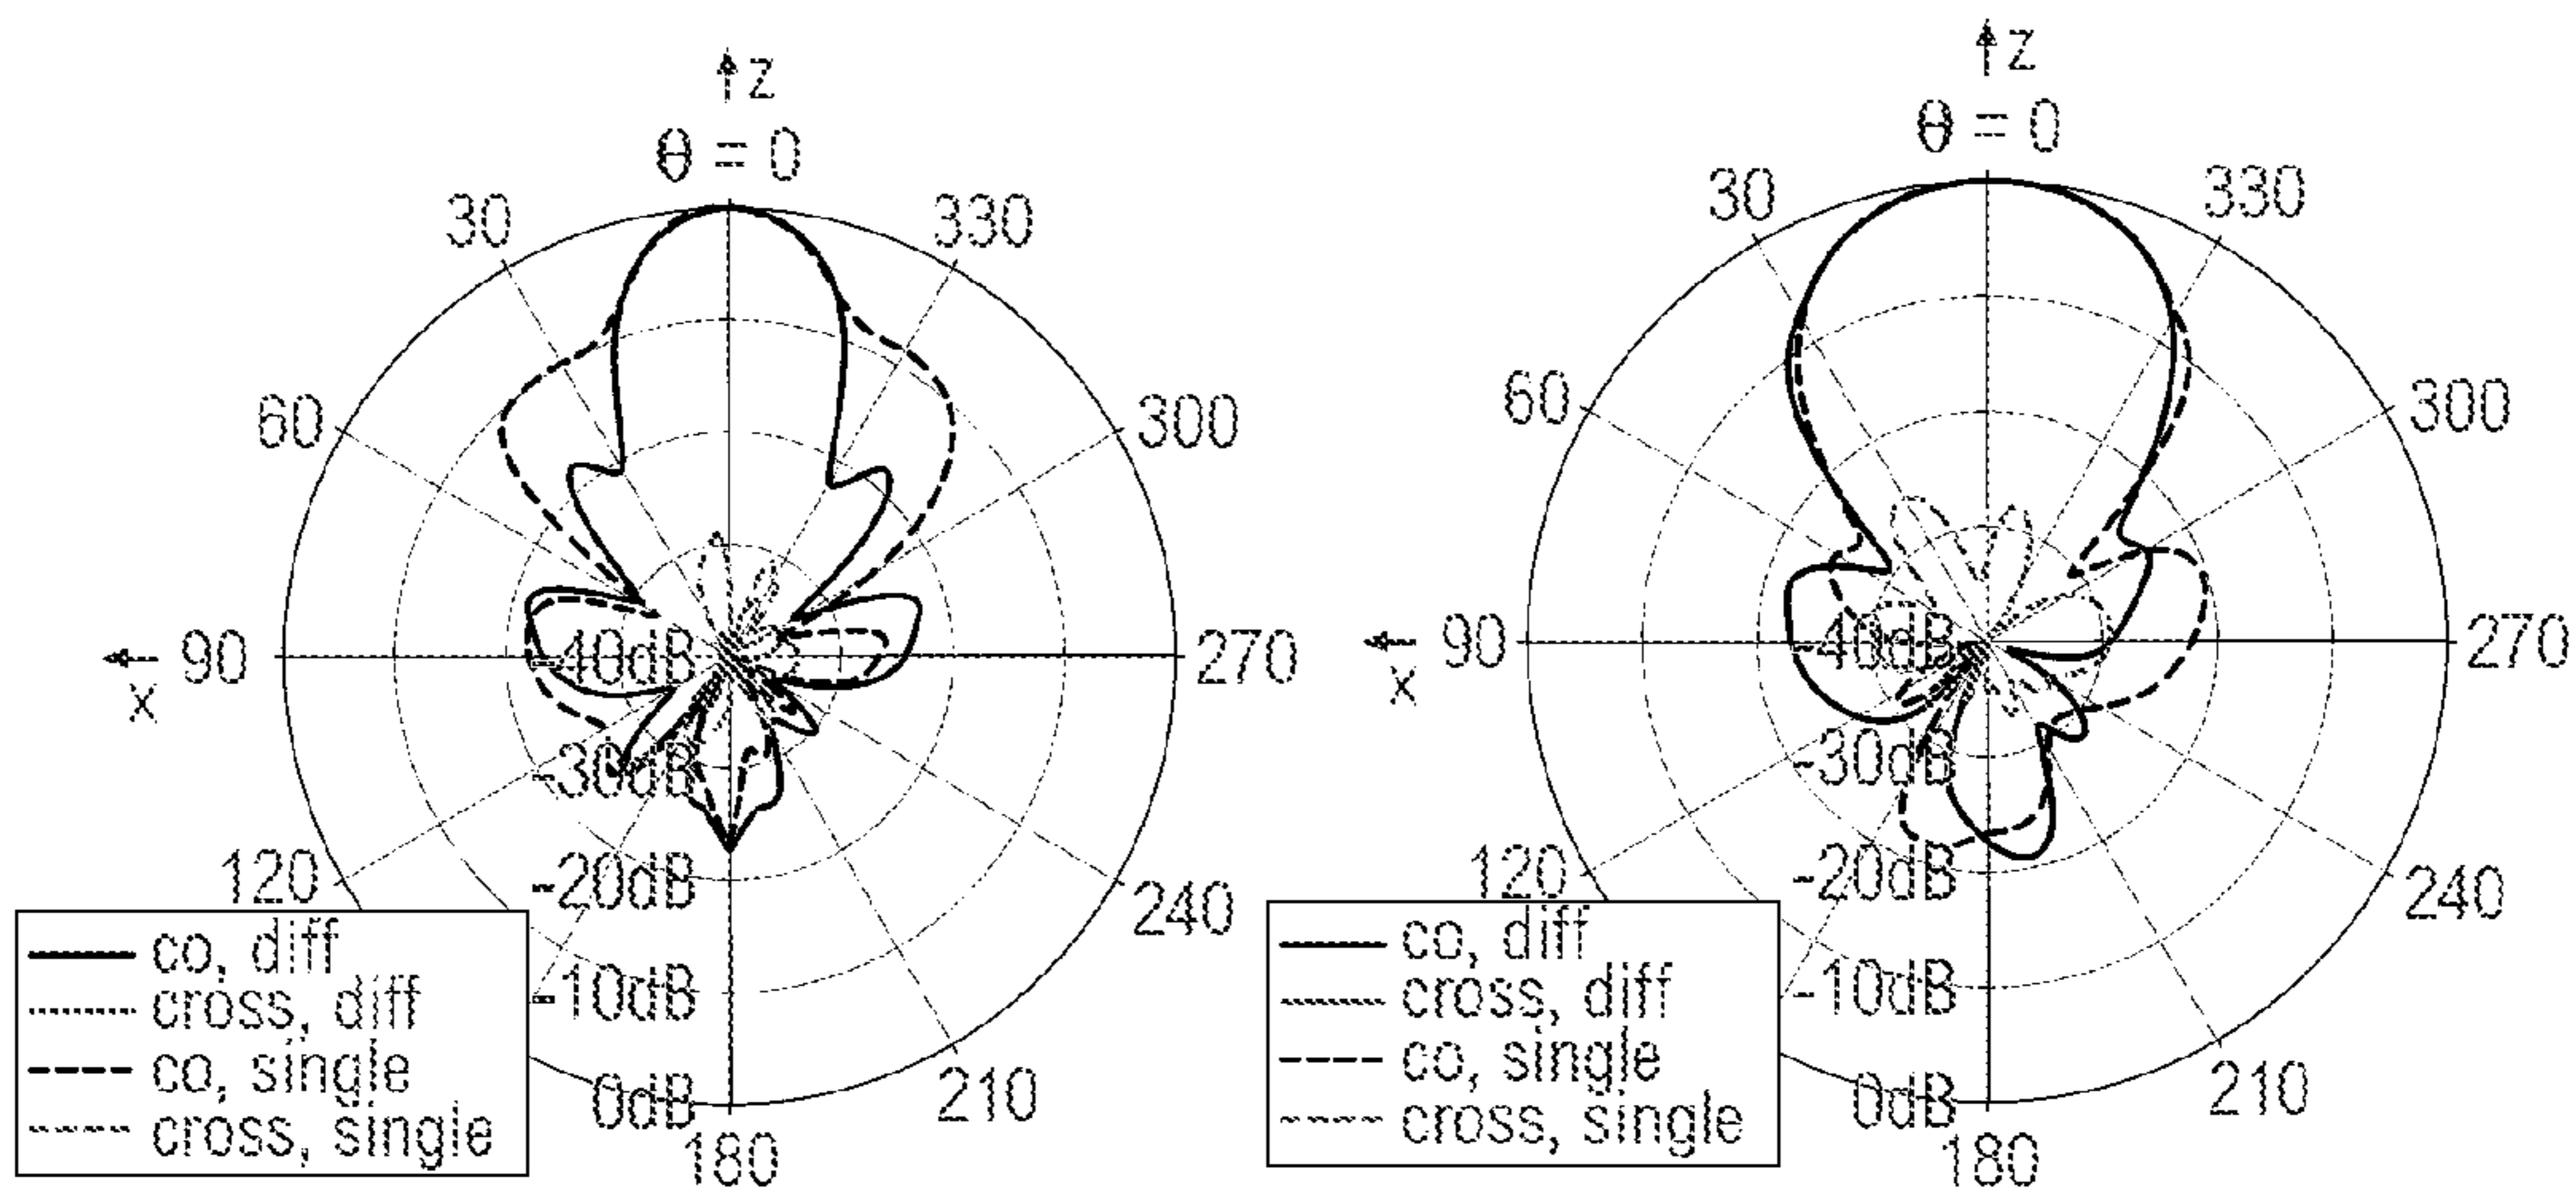 z
θ = 0
30
330
60
300
90
270
x
-40dB
-30dB
120
-20dB
240
-10dB
210
0dB
180
co, diff
cross, diff
co, single
cross, single
z
θ = 0
30
330
60
300
90
270
x
-40dB
-30dB
120
-20dB
240
-10dB
210
0dB
180
co, diff
cross, diff
co, single
cross, single